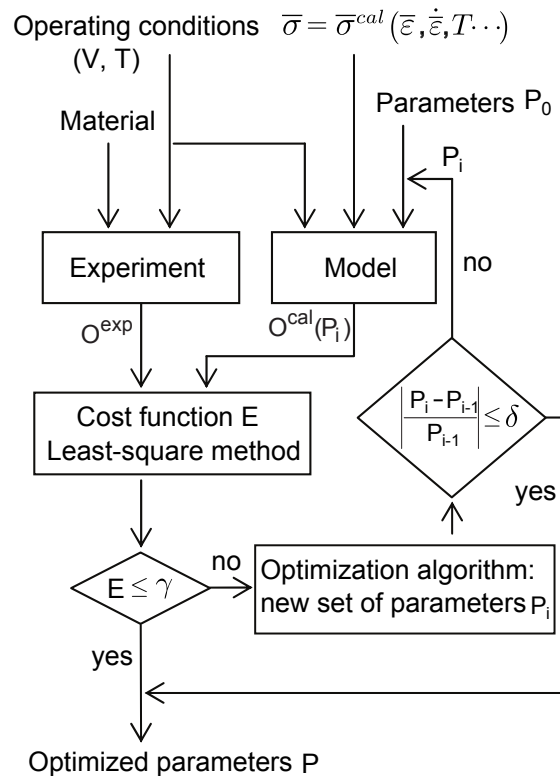 Operating conditions
(V, T)
σ̅ = σ̅^cal (ε̅, ε̅̇, T···)
Parameters P₀
Material
P_i
Experiment
Model
no
O^exp
O^cal(P_i)
Cost function E
Least-square method
|(P_i − P_i-1) / P_i-1| ≤ δ
yes
E ≤ γ
no
Optimization algorithm:
new set of parameters P_i
yes
Optimized parameters P